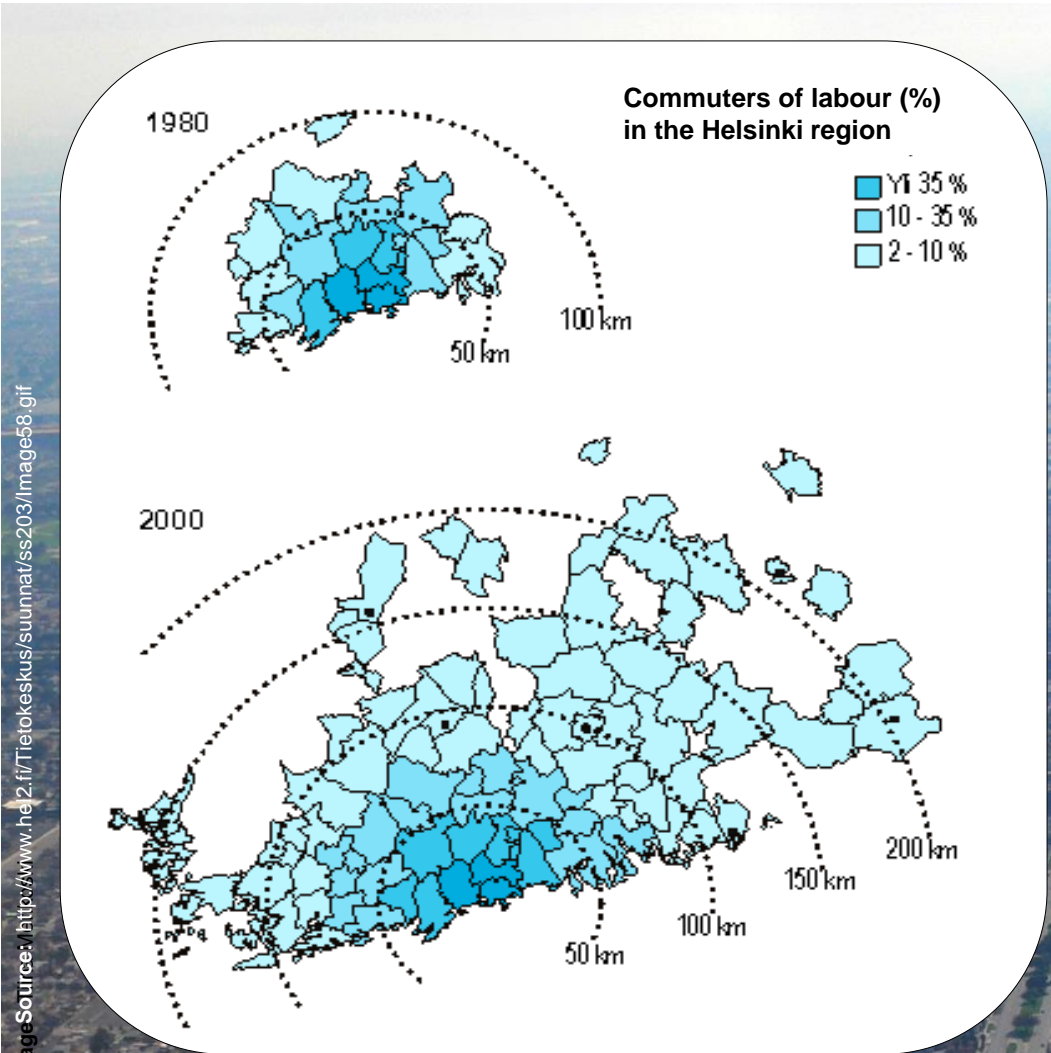 Commuters of labour (%)
in the Helsinki region
1980
Yli 35 %
10 - 35 %
2 - 10 %
100 km
50 km
2000
200 km
150 km
100 km
50 km
Source: http://www.hel2.fi/Tietokeskus/suunnat/ss203/Image58.gif